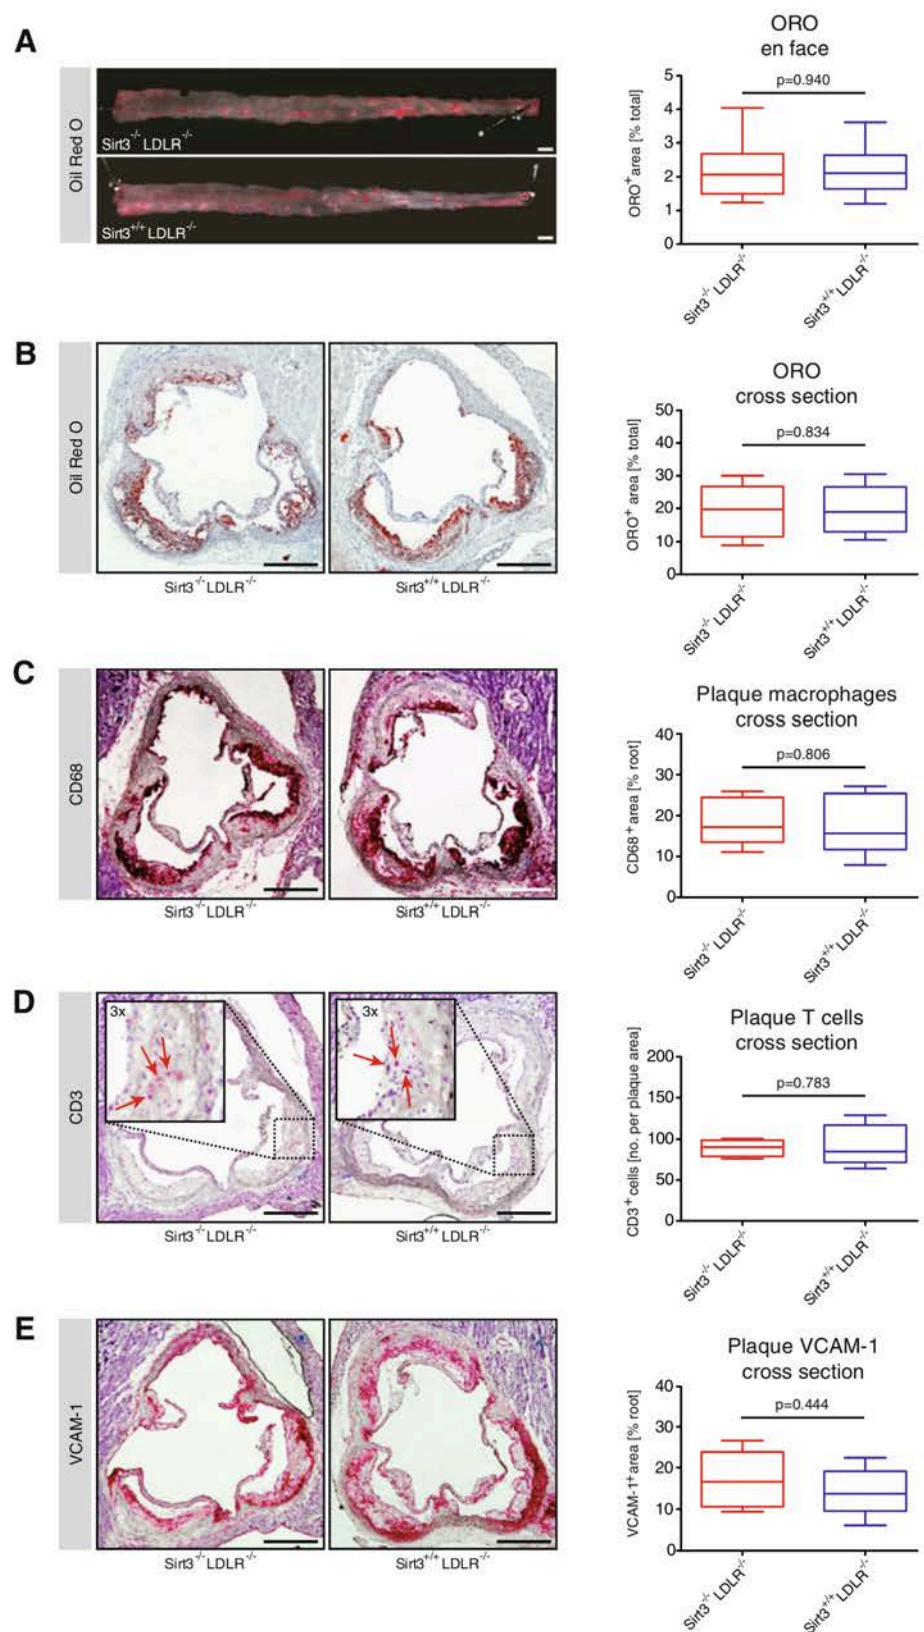 A
Oil Red O
Sirt3-/- LDLR-/-
Sirt3+/+ LDLR-/-
ORO
en face
ORO+ area [% total]
5
4
3
2
1
0
p=0.940
Sirt3-/- LDLR-/-
Sirt3+/+ LDLR-/-
B
Oil Red O
Sirt3-/- LDLR-/-
Sirt3+/+ LDLR-/-
ORO
cross section
ORO+ area [% total]
50
40
30
20
10
0
p=0.834
Sirt3-/- LDLR-/-
Sirt3+/+ LDLR-/-
C
CD68
Sirt3-/- LDLR-/-
Sirt3+/+ LDLR-/-
Plaque macrophages
cross section
CD68+ area [% root]
40
30
20
10
0
p=0.806
Sirt3-/- LDLR-/-
Sirt3+/+ LDLR-/-
D
CD3
3x
3x
Sirt3-/- LDLR-/-
Sirt3+/+ LDLR-/-
Plaque T cells
cross section
CD3+ cells [no. per plaque area]
200
150
100
50
0
p=0.783
Sirt3-/- LDLR-/-
Sirt3+/+ LDLR-/-
E
VCAM-1
Sirt3-/- LDLR-/-
Sirt3+/+ LDLR-/-
Plaque VCAM-1
cross section
VCAM-1+ area [% root]
40
30
20
10
0
p=0.444
Sirt3-/- LDLR-/-
Sirt3+/+ LDLR-/-